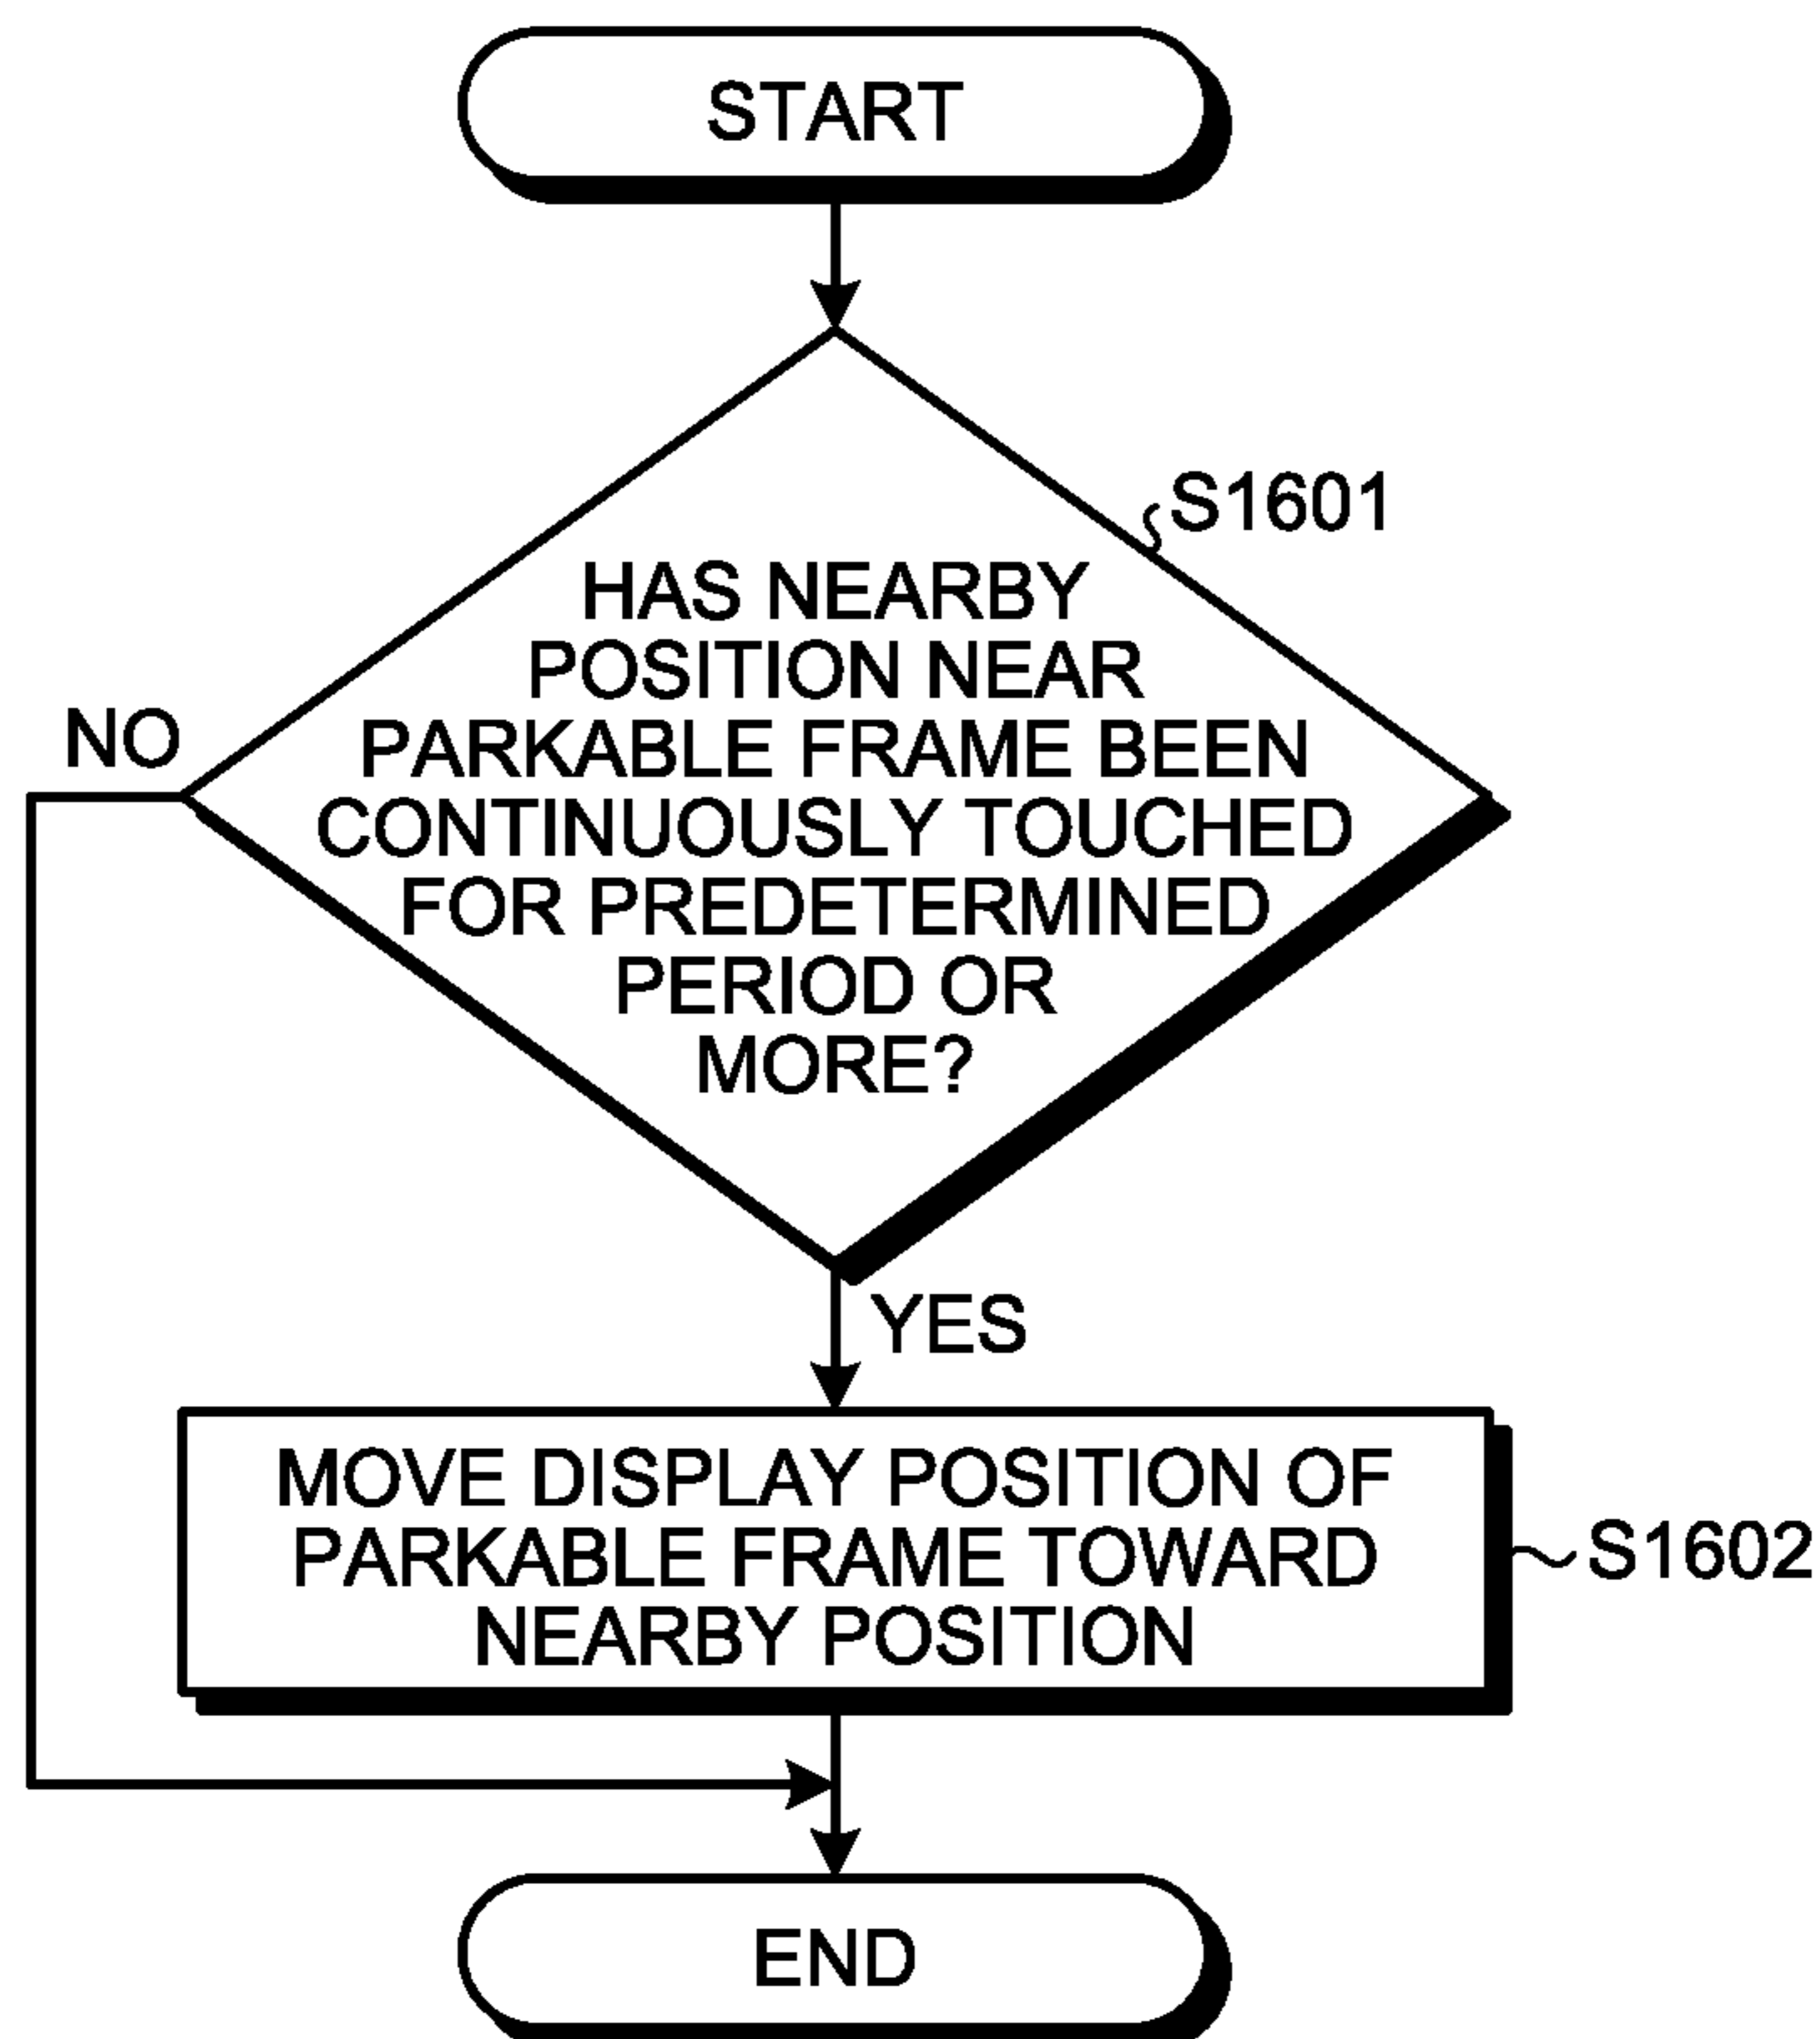 START
S1601
HAS NEARBY
POSITION NEAR
PARKABLE FRAME BEEN
CONTINUOUSLY TOUCHED
FOR PREDETERMINED
PERIOD OR
MORE?
NO
YES
MOVE DISPLAY POSITION OF
PARKABLE FRAME TOWARD
NEARBY POSITION
S1602
END